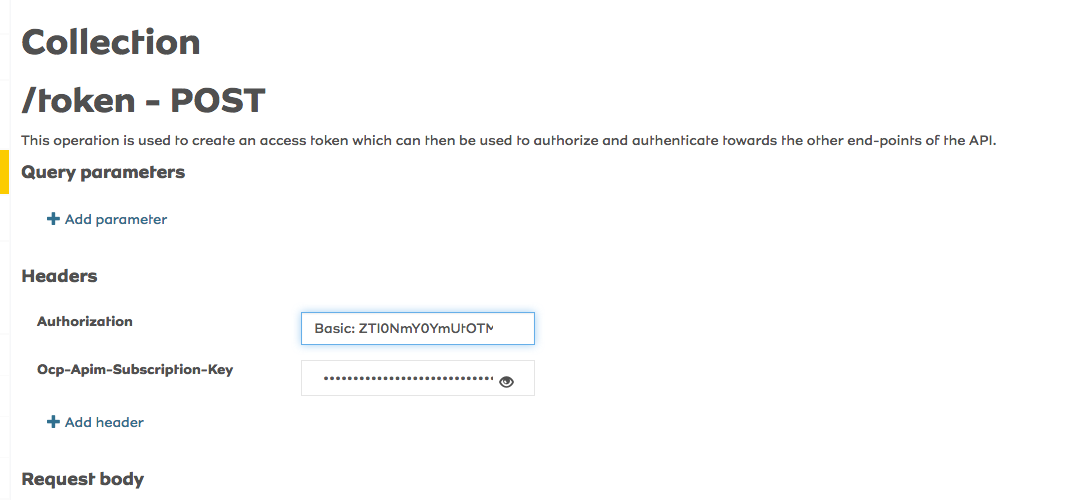 Collection
/token - POST
This operation is used to create an access token which can then be used to authorize and authenticate towards the other end-points of the API.
Query parameters
Add parameter
Headers
Authorization
Basic: ZTI0NmY0YmUtOTM
Ocp-Apim-Subscription-Key
Add header
Request body